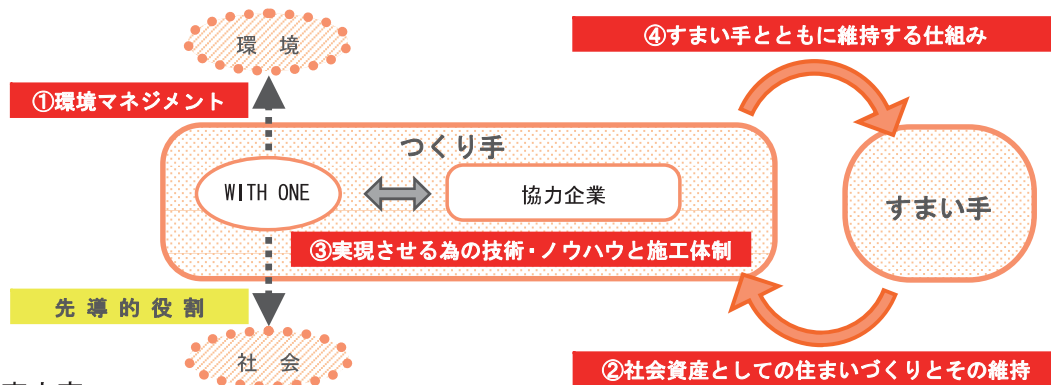 環 境
④すまい手とともに維持する仕組み
①環境マネジメント
つくり手
WITH ONE
協力企業
すまい手
③実現させる為の技術・ノウハウと施工体制
先 導 的 役 割
社 会
②社会資産としての住まいづくりとその維持